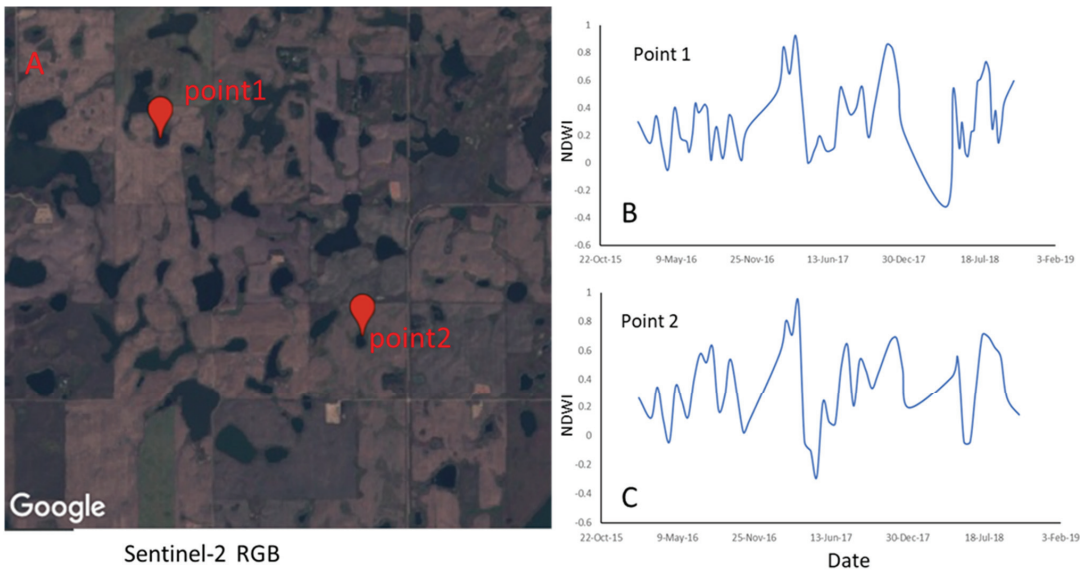 A
point1
point2
Google
Sentinel-2 RGB
Point 1
NDWI
1
0.8
0.6
0.4
0.2
0
-0.2
-0.4
-0.6
B
22-Oct-15 9-May-16 25-Nov-16 13-Jun-17 30-Dec-17 18-Jul-18 3-Feb-19
Point 2
NDWI
1
0.8
0.6
0.4
0.2
0
-0.2
-0.4
-0.6
C
22-Oct-15 9-May-16 25-Nov-16 13-Jun-17 30-Dec-17 18-Jul-18 3-Feb-19
Date